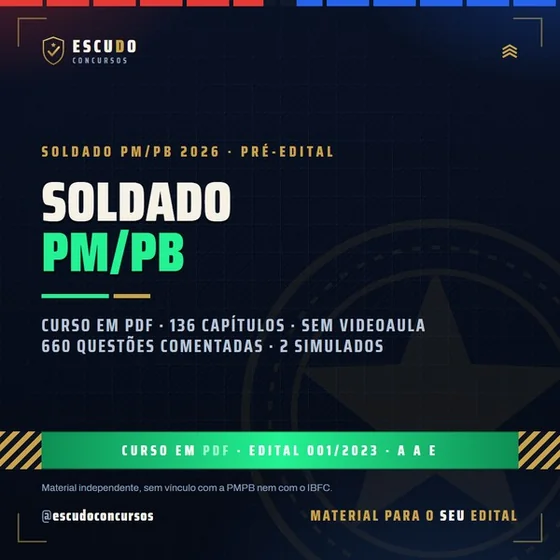 ESCUDO
CONCURSOS
SOLDADO PM/PB 2026 · PRÉ-EDITAL
SOLDADO
PM/PB
CURSO EM PDF · 136 CAPÍTULOS · SEM VIDEOAULA
660 QUESTÕES COMENTADAS · 2 SIMULADOS
CURSO EM PDF · EDITAL 001/2023 · A A E
Material independente, sem vínculo com a PMPB nem com o IBFC.
@escudoconcursos
MATERIAL PARA O SEU EDITAL